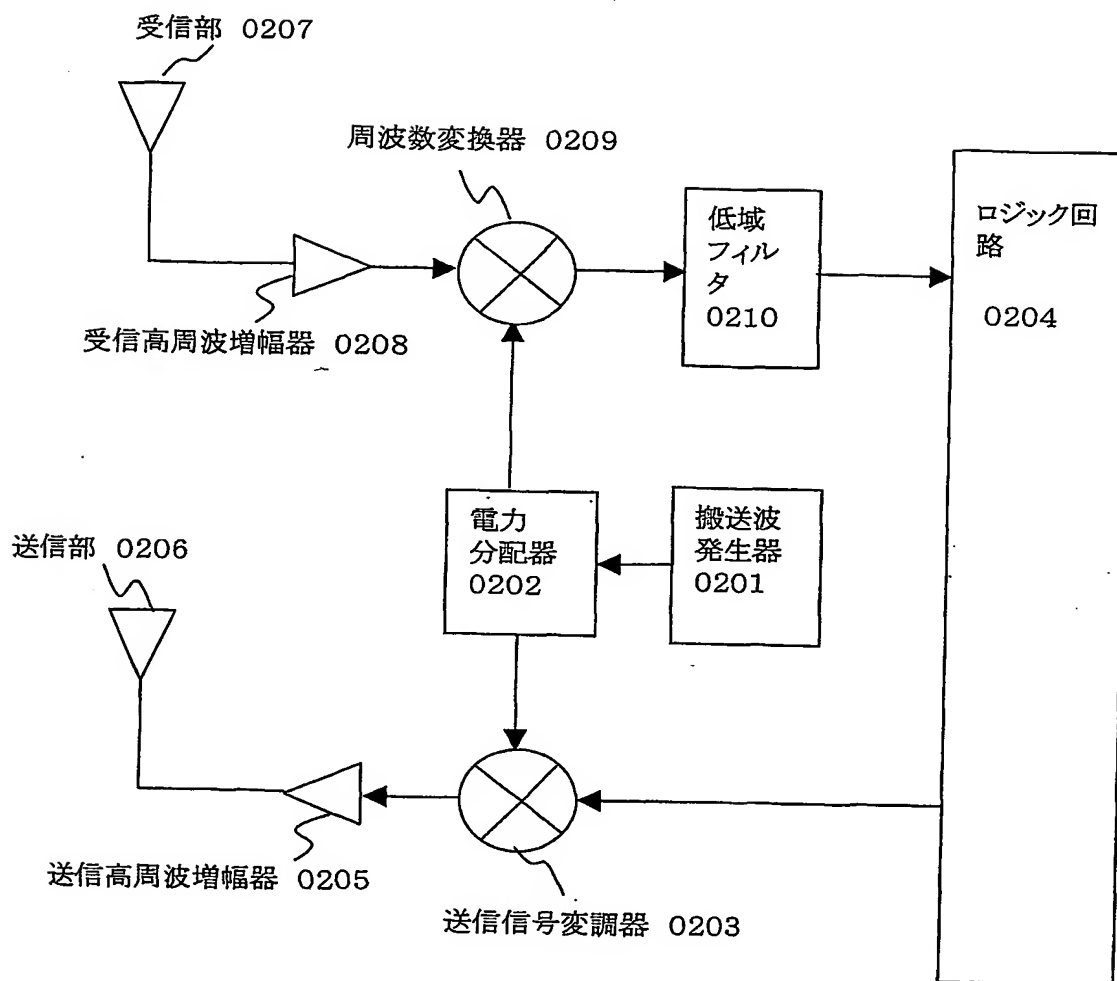 受信部 0207
周波数変換器 0209
低域
フィル
タ
0210
ロジック回
路
0204
受信高周波増幅器 0208
電力
分配器
0202
搬送波
発生器
0201
送信部 0206
送信高周波増幅器 0205
送信信号変調器 0203